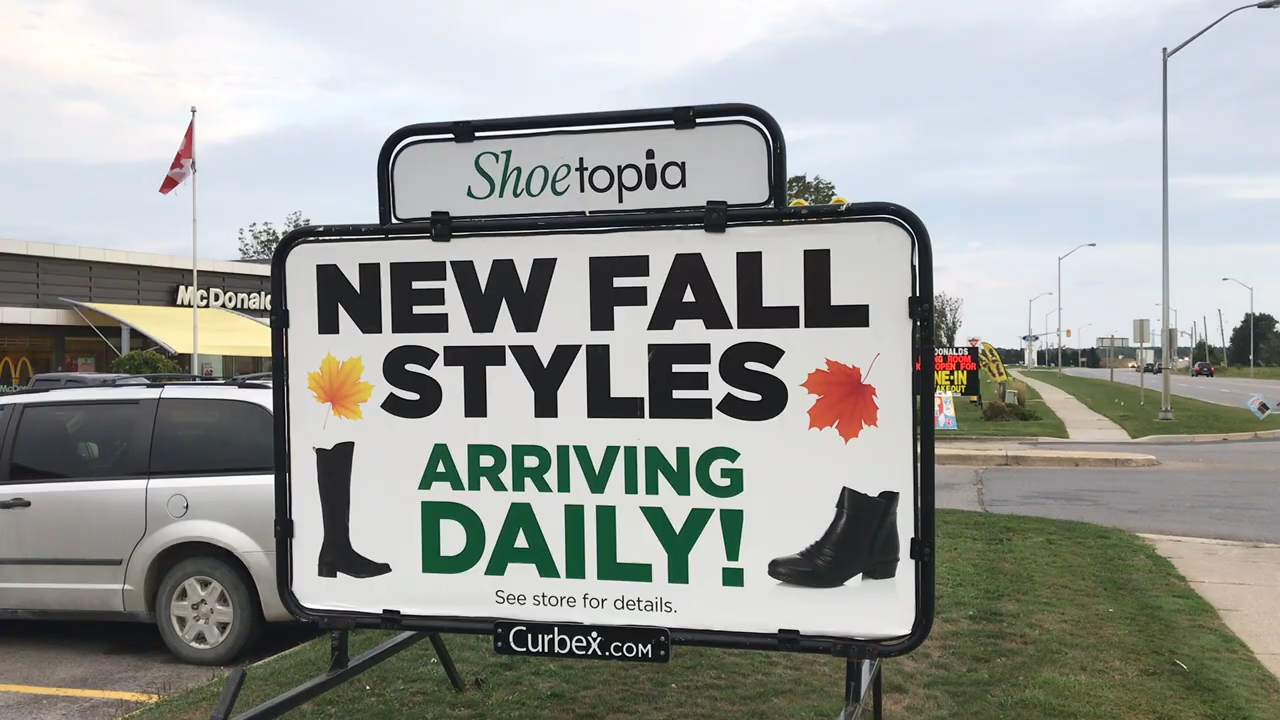 Shoetopia
NEW FALL
STYLES
ARRIVING
DAILY!
See store for details.
Curbex.COM
McDonald